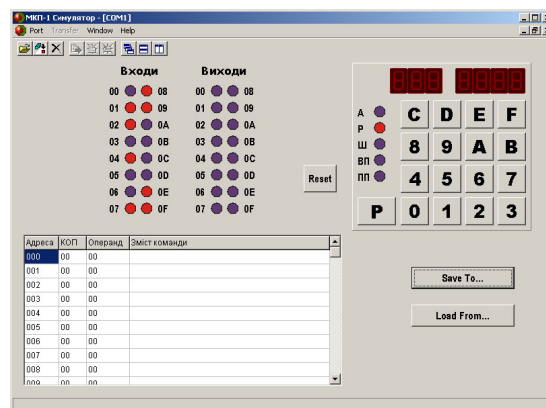 МКП-1 Симулятор - [COM1]
Port Transfer Window Help
Входи Виходи
00 08 00 08
01 09 01 09
02 0A 02 0A
03 0B 03 0B
04 0C 04 0C
05 0D 05 0D
06 0E 06 0E
07 0F 07 0F
Reset
А
Р
Ш
ВП
ПП
C D E F
8 9 A B
4 5 6 7
P 0 1 2 3
Адреса КОП Операнд Зміст команди
000 00 00
001 00 00
002 00 00
003 00 00
004 00 00
005 00 00
006 00 00
007 00 00
008 00 00
009 00 00
Save To...
Load From...